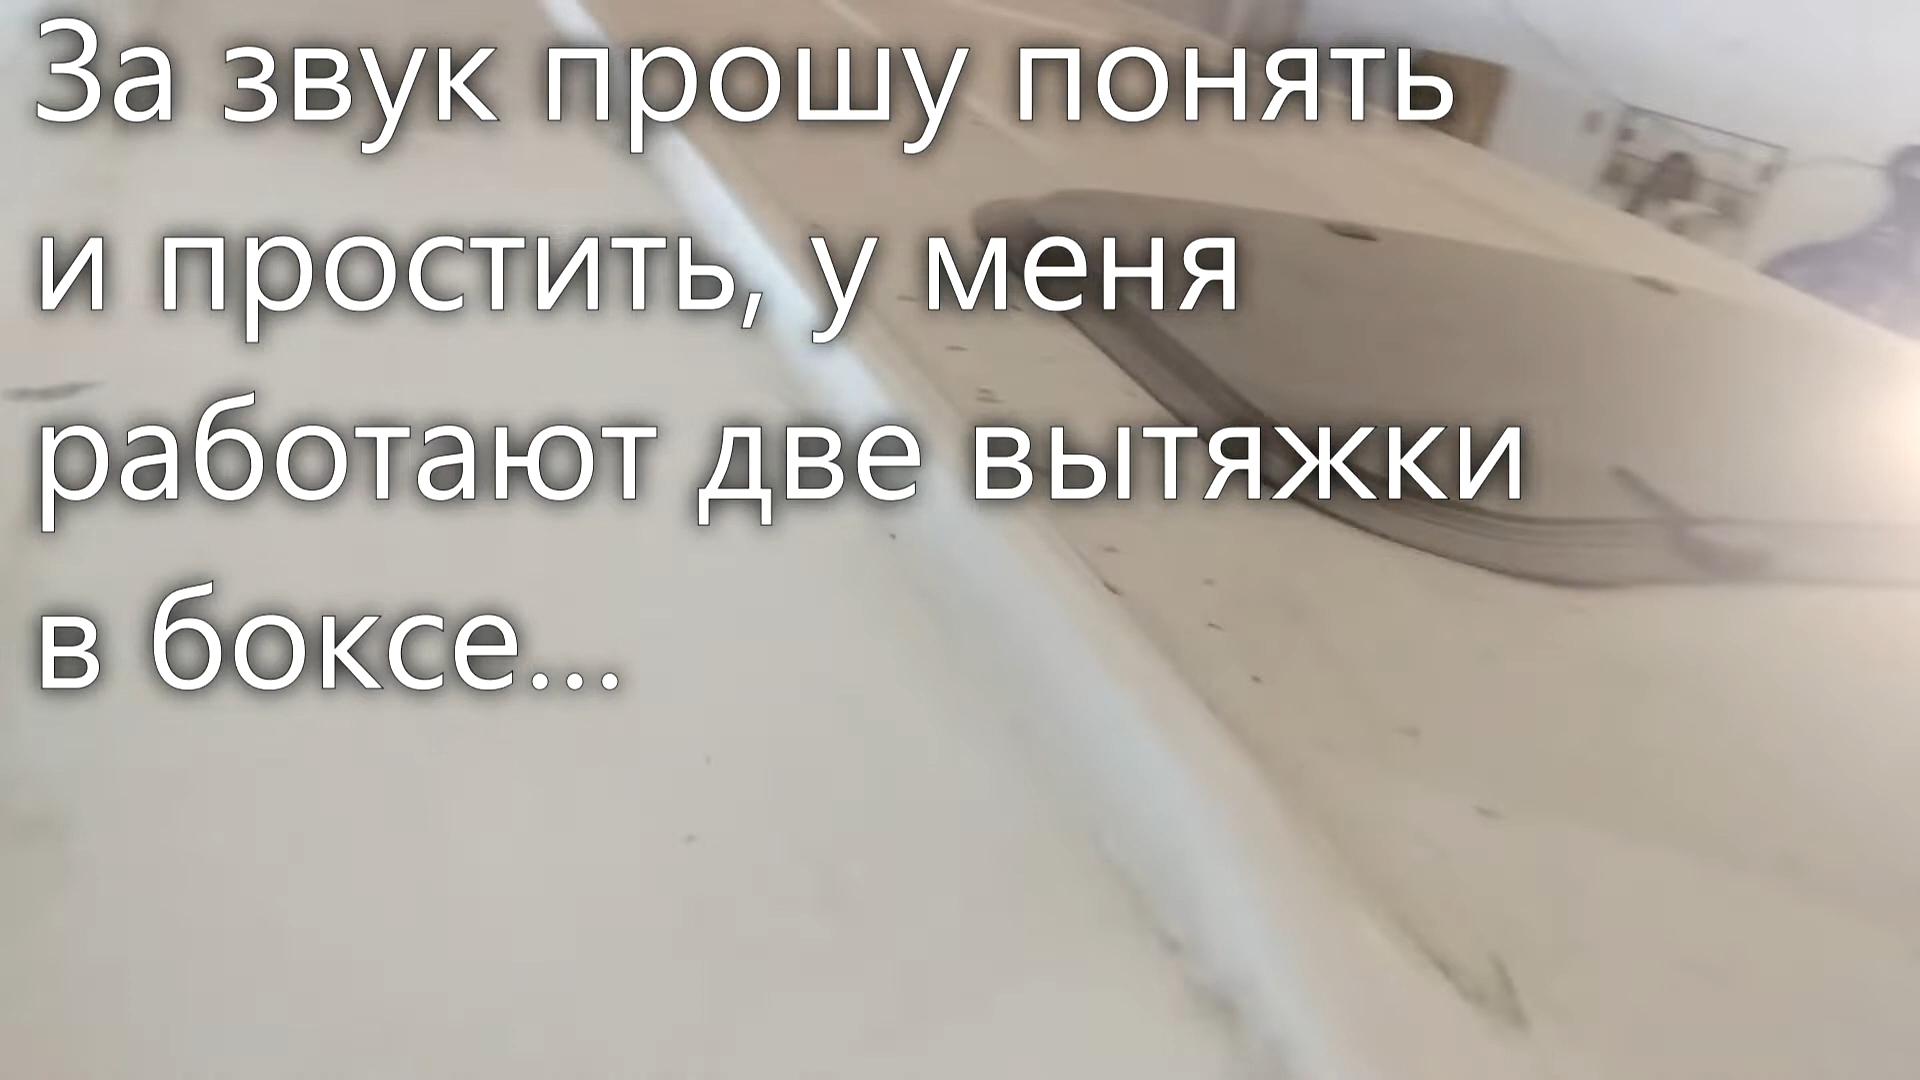 За звук прошу понять
и простить, у меня
работают две вытяжки
в боксе...